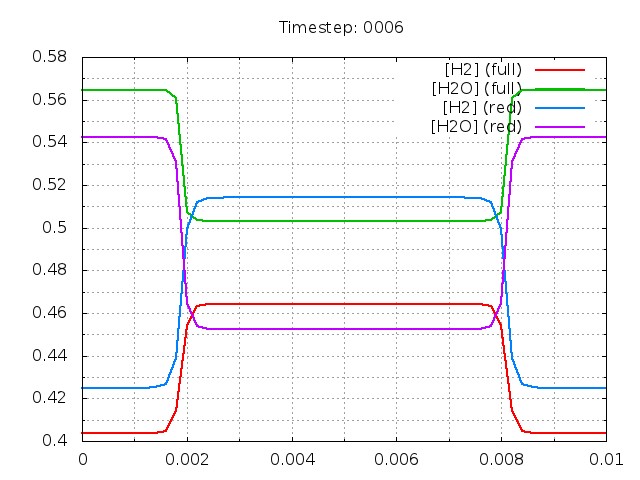 Timestep: 0006
0.58
0.56
0.54
0.52
0.5
0.48
0.46
0.44
0.42
0.4
[H2] (full)
[H2O] (full)
[H2] (red)
[H2O] (red)
0 0.002 0.004 0.006 0.008 0.01